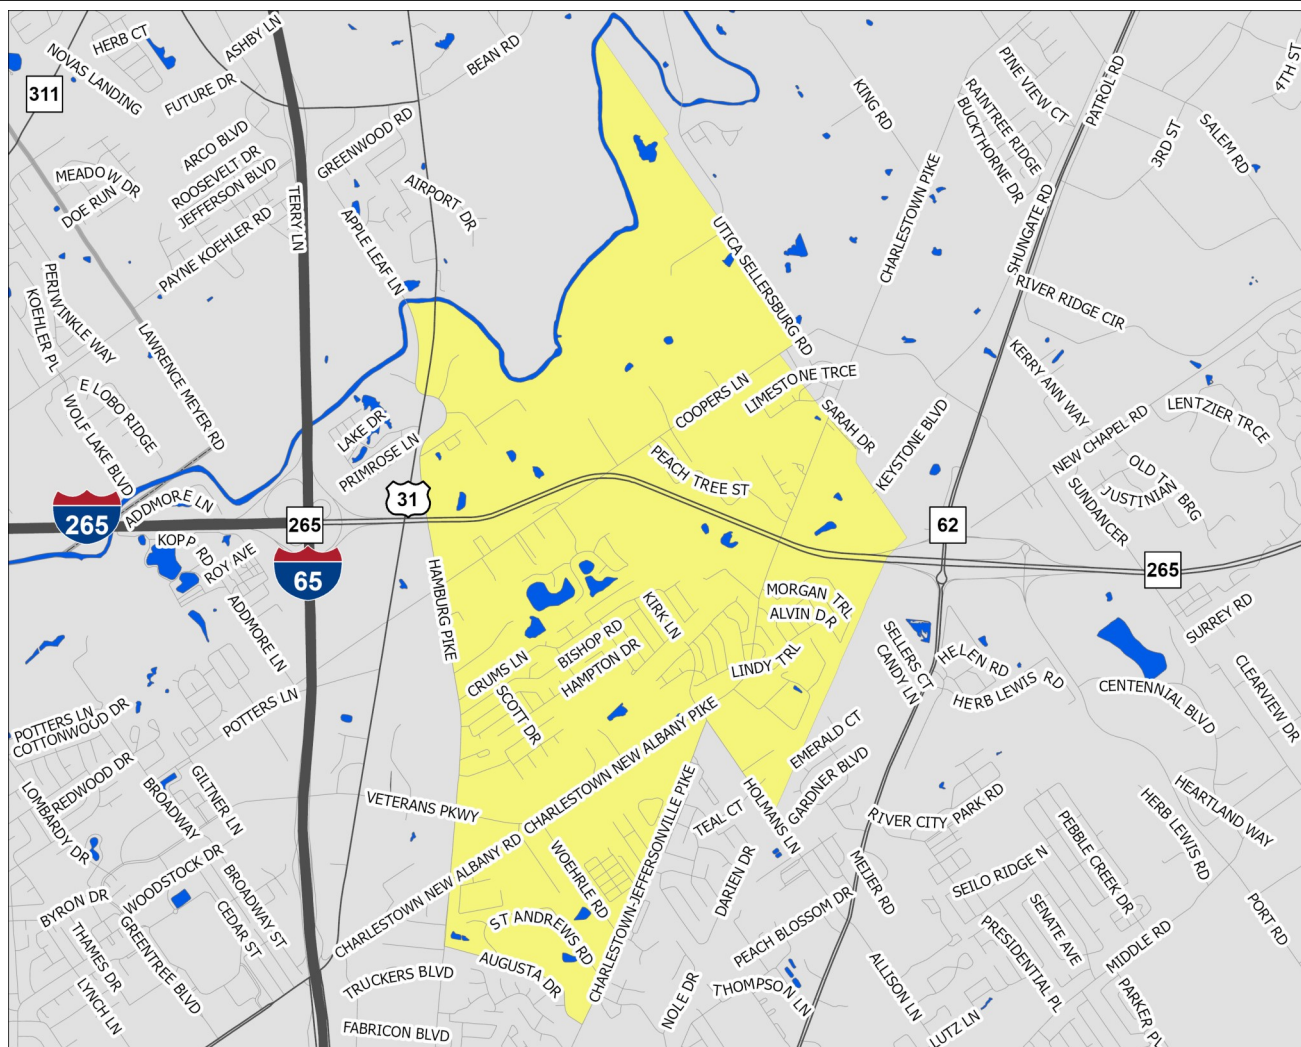 HERB CT
ASHBY LN
NOVAS LANDING
FUTURE DR
BEAN RD
311
PINE VIEW CT
PATROL RD
4TH ST
KING RD
RAINTREE RIDGE
BUCKTHORNE DR
3RD ST
SALEM RD
ARCO BLVD
ROOSEVELT DR
JEFFERSON BLVD
GREENWOOD RD
MEADOW DR
DOE RUN
PAYNE KOEHLER RD
TERRY LN
AIRPORT DR
APPLE LEAF LN
CHARLESTOWN PIKE
SHUNGATE RD
UTICA SELLERSBURG RD
RIVER RIDGE CIR
PERIWINKLE WAY
KOEHLER PL
LAWRENCE MEYER RD
KERRY ANN WAY
COOPERS LN
LIMESTONE TRCE
E LOBO RIDGE
WOLF LAKE BLVD
LAKE DR
PRIMROSE LN
SARAH DR
KEYSTONE BLVD
NEW CHAPEL RD
LENTZIER TRCE
PEACH TREE ST
OLD TN BRG
JUSTINIAN
SUNDANCER
ADDMORE LN
31
265
265
62
265
65
KOPP RD
ROY AVE
HAMBURG PIKE
ADDMORE LN
MORGAN TRL
ALVIN DR
KIRK LN
BISHOP RD
HAMPTON DR
CRUMS LN
SCOTT DR
LINDY TRL
SELLERS CT
CANDY LN
HELEN RD
HERB LEWIS RD
SURREY RD
CENTENNIAL BLVD
CLEARVIEW DR
POTTERS LN
COTTONWOOD DR
POTTERS LN
CHARLESTOWN NEW ALBANY PIKE
EMERALD CT
GARDNER BLVD
REDWOOD DR
LOMBARDY DR
BROADWAY
GILTNER LN
VETERANS PKWY
CHARLESTOWN-JEFFERSONVILLE PIKE
TEAL CT
HOLMANS LN
RIVER CITY PARK RD
HEARTLAND WAY
HERB LEWIS RD
PEBBLE CREEK DR
CHARLESTOWN NEW ALBANY RD
WOEHRLE RD
DARIEN DR
MEIJER RD
SEILO RIDGE N
BYRON DR
WOODSTOCK DR
BROADWAY ST
CEDAR ST
THAMES DR
GREENTREE BLVD
LYNCH LN
ST ANDREWS RD
AUGUSTA DR
PEACH BLOSSOM DR
SENATE AVE
PRESIDENTIAL PL
MIDDLE RD
PORT RD
TRUCKERS BLVD
NOLE DR
THOMPSON LN
ALLISON LN
LUTZ LN
PARKER PL
FABRICON BLVD